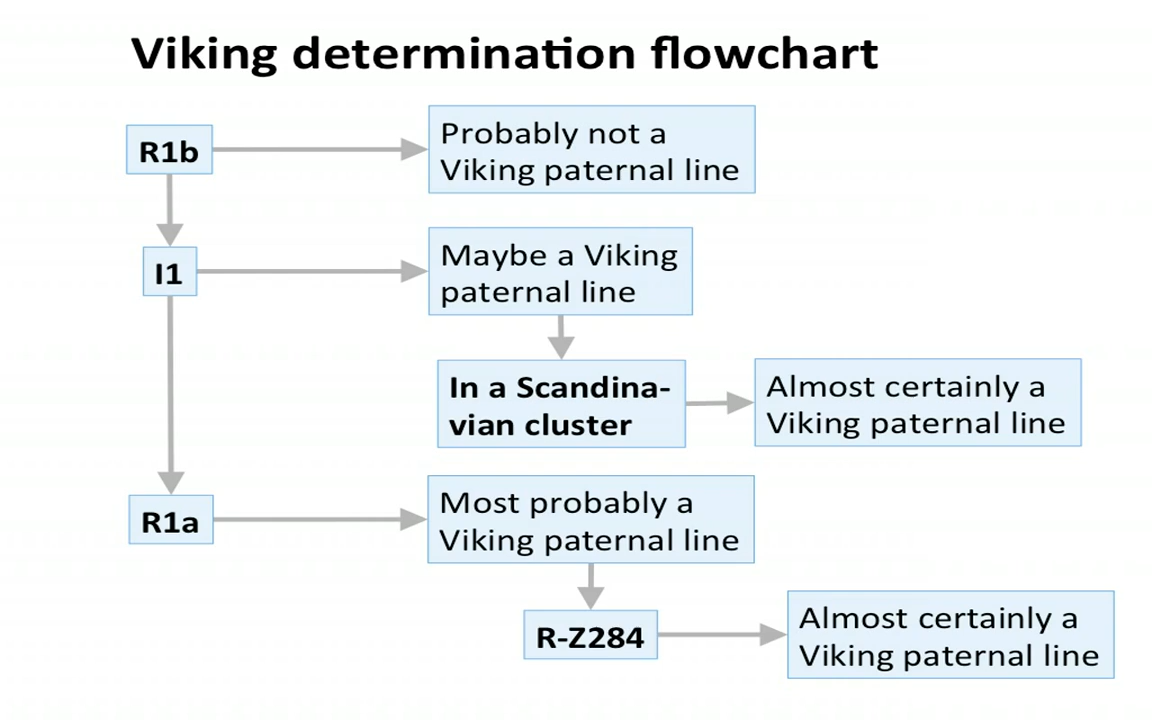 Viking determination flowchart
R1b
Probably not a
Viking paternal line
I1
Maybe a Viking
paternal line
In a Scandina-
vian cluster
Almost certainly a
Viking paternal line
R1a
Most probably a
Viking paternal line
R-Z284
Almost certainly a
Viking paternal line